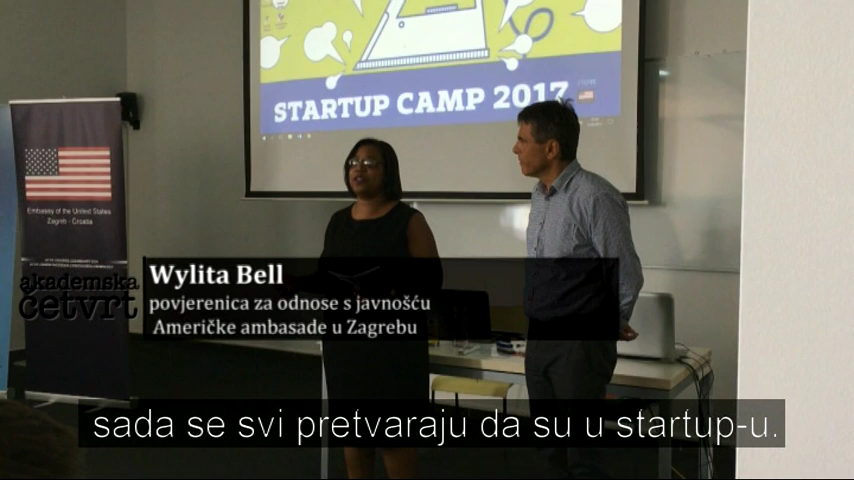 STARTUP CAMP 2017
Embassy of the United States
Zagreb - Croatia
akademska
četvrt
Wylita Bell
povjerenica za odnose s javnošću
Američke ambasade u Zagrebu
sada se svi pretvaraju da su u startup-u.